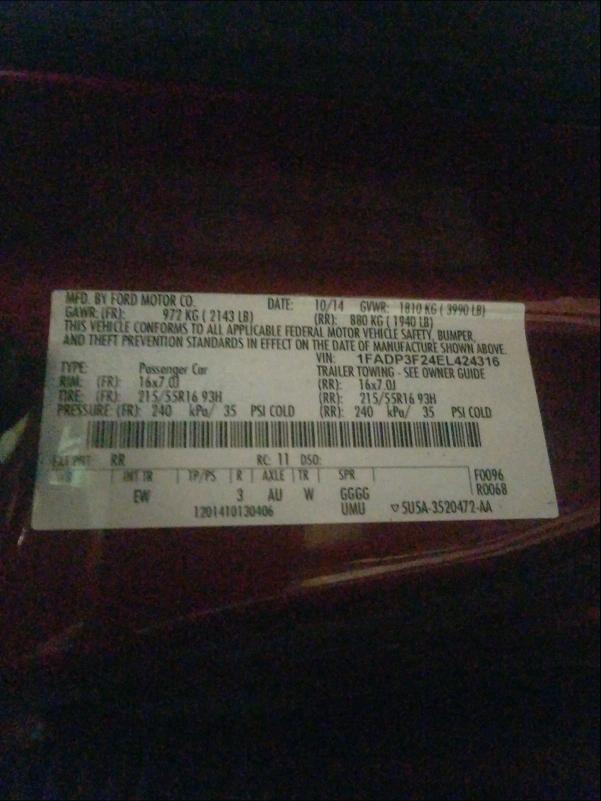 MFD. BY FORD MOTOR CO. DATE: 10/14 GVWR: 1810 KG ( 3990 LB)
GAWR: (FR): 972 KG ( 2143 LB) (RR): 880 KG ( 1940 LB)
THIS VEHICLE CONFORMS TO ALL APPLICABLE FEDERAL MOTOR VEHICLE SAFETY, BUMPER,
AND THEFT PREVENTION STANDARDS IN EFFECT ON THE DATE OF MANUFACTURE SHOWN ABOVE.
VIN: 1FADP3F24EL424316
TYPE: Passenger Car TRAILER TOWING - SEE OWNER GUIDE
RIM: (FR): 16x7.0J (RR): 16x7.0J
TIRE: (FR): 215/55R16 93H (RR): 215/55R16 93H
PRESSURE (FR): 240 kPa/ 35 PSI COLD (RR): 240 kPa/ 35 PSI COLD
EXT PNT: RR RC: 11 DSO:
INT TR TP/PS R AXLE TR SPR F0096
EW 3 AU W GGGG R0068
1201410130406 UMU ▽ 5U5A-3520472-AA